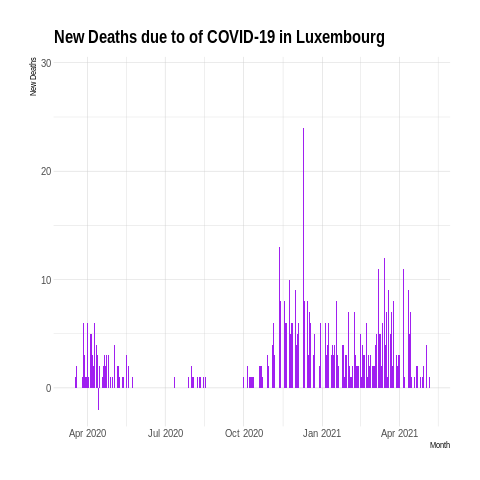 New Deaths due to of COVID-19 in Luxembourg
New Deaths
30
20
10
0
Apr 2020 Jul 2020 Oct 2020 Jan 2021 Apr 2021
Month